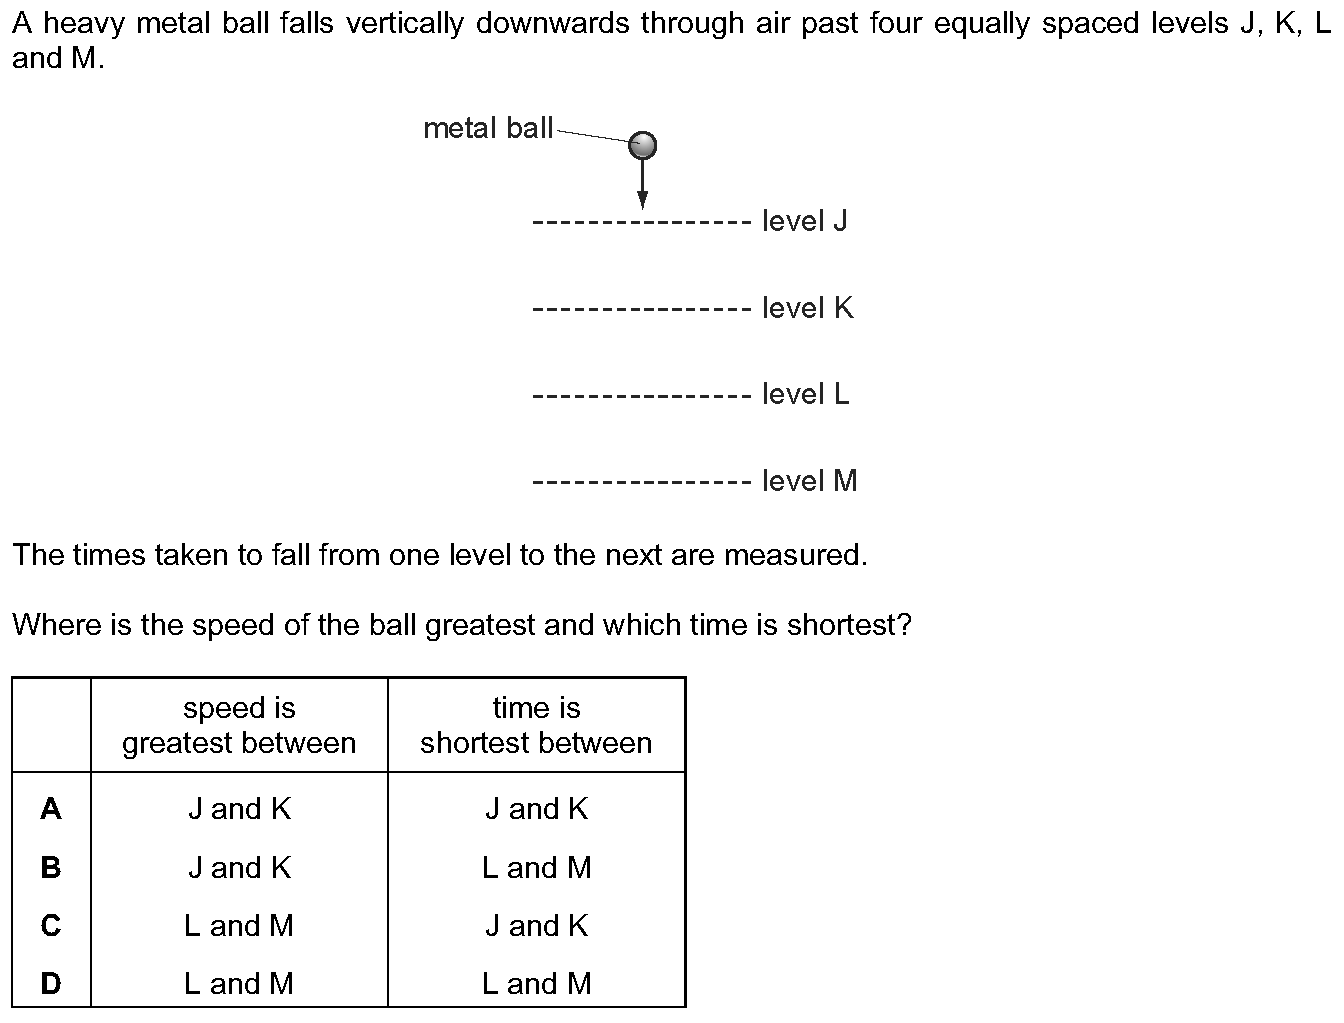 A heavy metal ball falls vertically downwards through air past four equally spaced levels J, K, L
and M.
metal ball
level J
level K
level L
level M
The times taken to fall from one level to the next are measured.
Where is the speed of the ball greatest and which time is shortest?
speed is greatest between time is shortest between
A J and K J and K
B J and K L and M
C L and M J and K
D L and M L and M